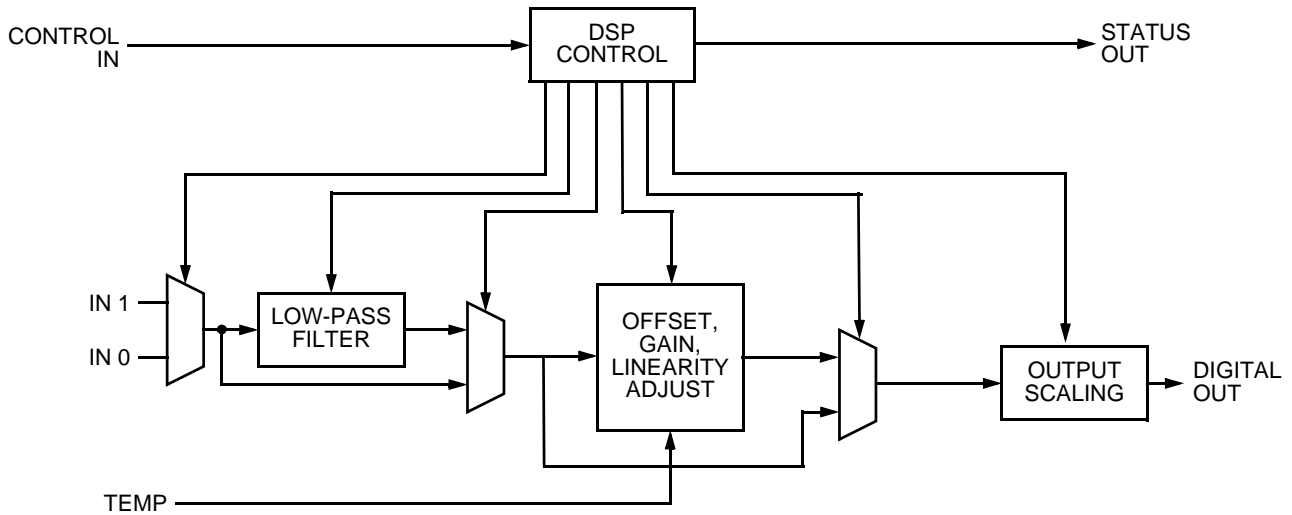 CONTROL
IN
DSP
CONTROL
STATUS
OUT
IN 1
IN 0
LOW-PASS
FILTER
OFFSET,
GAIN,
LINEARITY
ADJUST
OUTPUT
SCALING
DIGITAL
OUT
TEMP